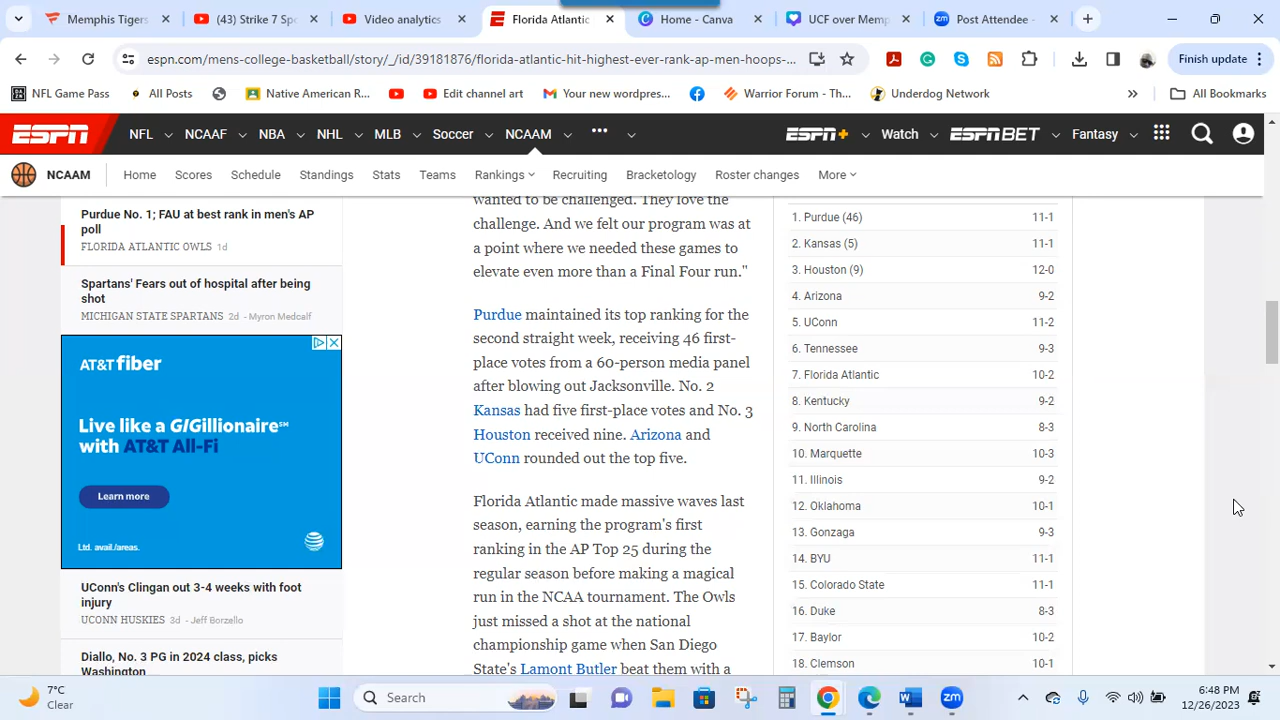 Memphis Tigers
(43) Strike 7 Sp
Video analytics
Florida Atlantic
Home - Canva
UCF over Memp
Post Attendee -
espn.com/mens-college-basketball/story/_/id/39181876/florida-atlantic-hit-highest-ever-rank-ap-men-hoops-...
Finish update
NFL Game Pass
All Posts
Native American R...
Edit channel art
Your new wordpres...
Warrior Forum - Th...
Underdog Network
All Bookmarks
ESPN
NFL
NCAAF
NBA
NHL
MLB
Soccer
NCAAM
ESPN+
Watch
ESPN BET
Fantasy
NCAAM
Home
Scores
Schedule
Standings
Stats
Teams
Rankings
Recruiting
Bracketology
Roster changes
More
Purdue No. 1; FAU at best rank in men's AP
poll
FLORIDA ATLANTIC OWLS 1d
Spartans' Fears out of hospital after being
shot
MICHIGAN STATE SPARTANS 2d - Myron Medcalf
AT&T fiber
Live like a GIGillionaire℠
with AT&T All-Fi
Learn more
Ltd. avail./areas.
UConn's Clingan out 3-4 weeks with foot
injury
UCONN HUSKIES 3d - Jeff Borzello
Diallo, No. 3 PG in 2024 class, picks
Washington
wanted to be challenged. They love the
challenge. And we felt our program was at
a point where we needed these games to
elevate even more than a Final Four run."
Purdue maintained its top ranking for the
second straight week, receiving 46 first-
place votes from a 60-person media panel
after blowing out Jacksonville. No. 2
Kansas had five first-place votes and No. 3
Houston received nine. Arizona and
UConn rounded out the top five.
Florida Atlantic made massive waves last
season, earning the program's first
ranking in the AP Top 25 during the
regular season before making a magical
run in the NCAA tournament. The Owls
just missed a shot at the national
championship game when San Diego
State's Lamont Butler beat them with a
1. Purdue (46) 11-1
2. Kansas (5) 11-1
3. Houston (9) 12-0
4. Arizona 9-2
5. UConn 11-2
6. Tennessee 9-3
7. Florida Atlantic 10-2
8. Kentucky 9-2
9. North Carolina 8-3
10. Marquette 10-3
11. Illinois 9-2
12. Oklahoma 10-1
13. Gonzaga 9-3
14. BYU 11-1
15. Colorado State 11-1
16. Duke 8-3
17. Baylor 10-2
18. Clemson 10-1
7°C
Clear
Search
6:48 PM
12/26/2023